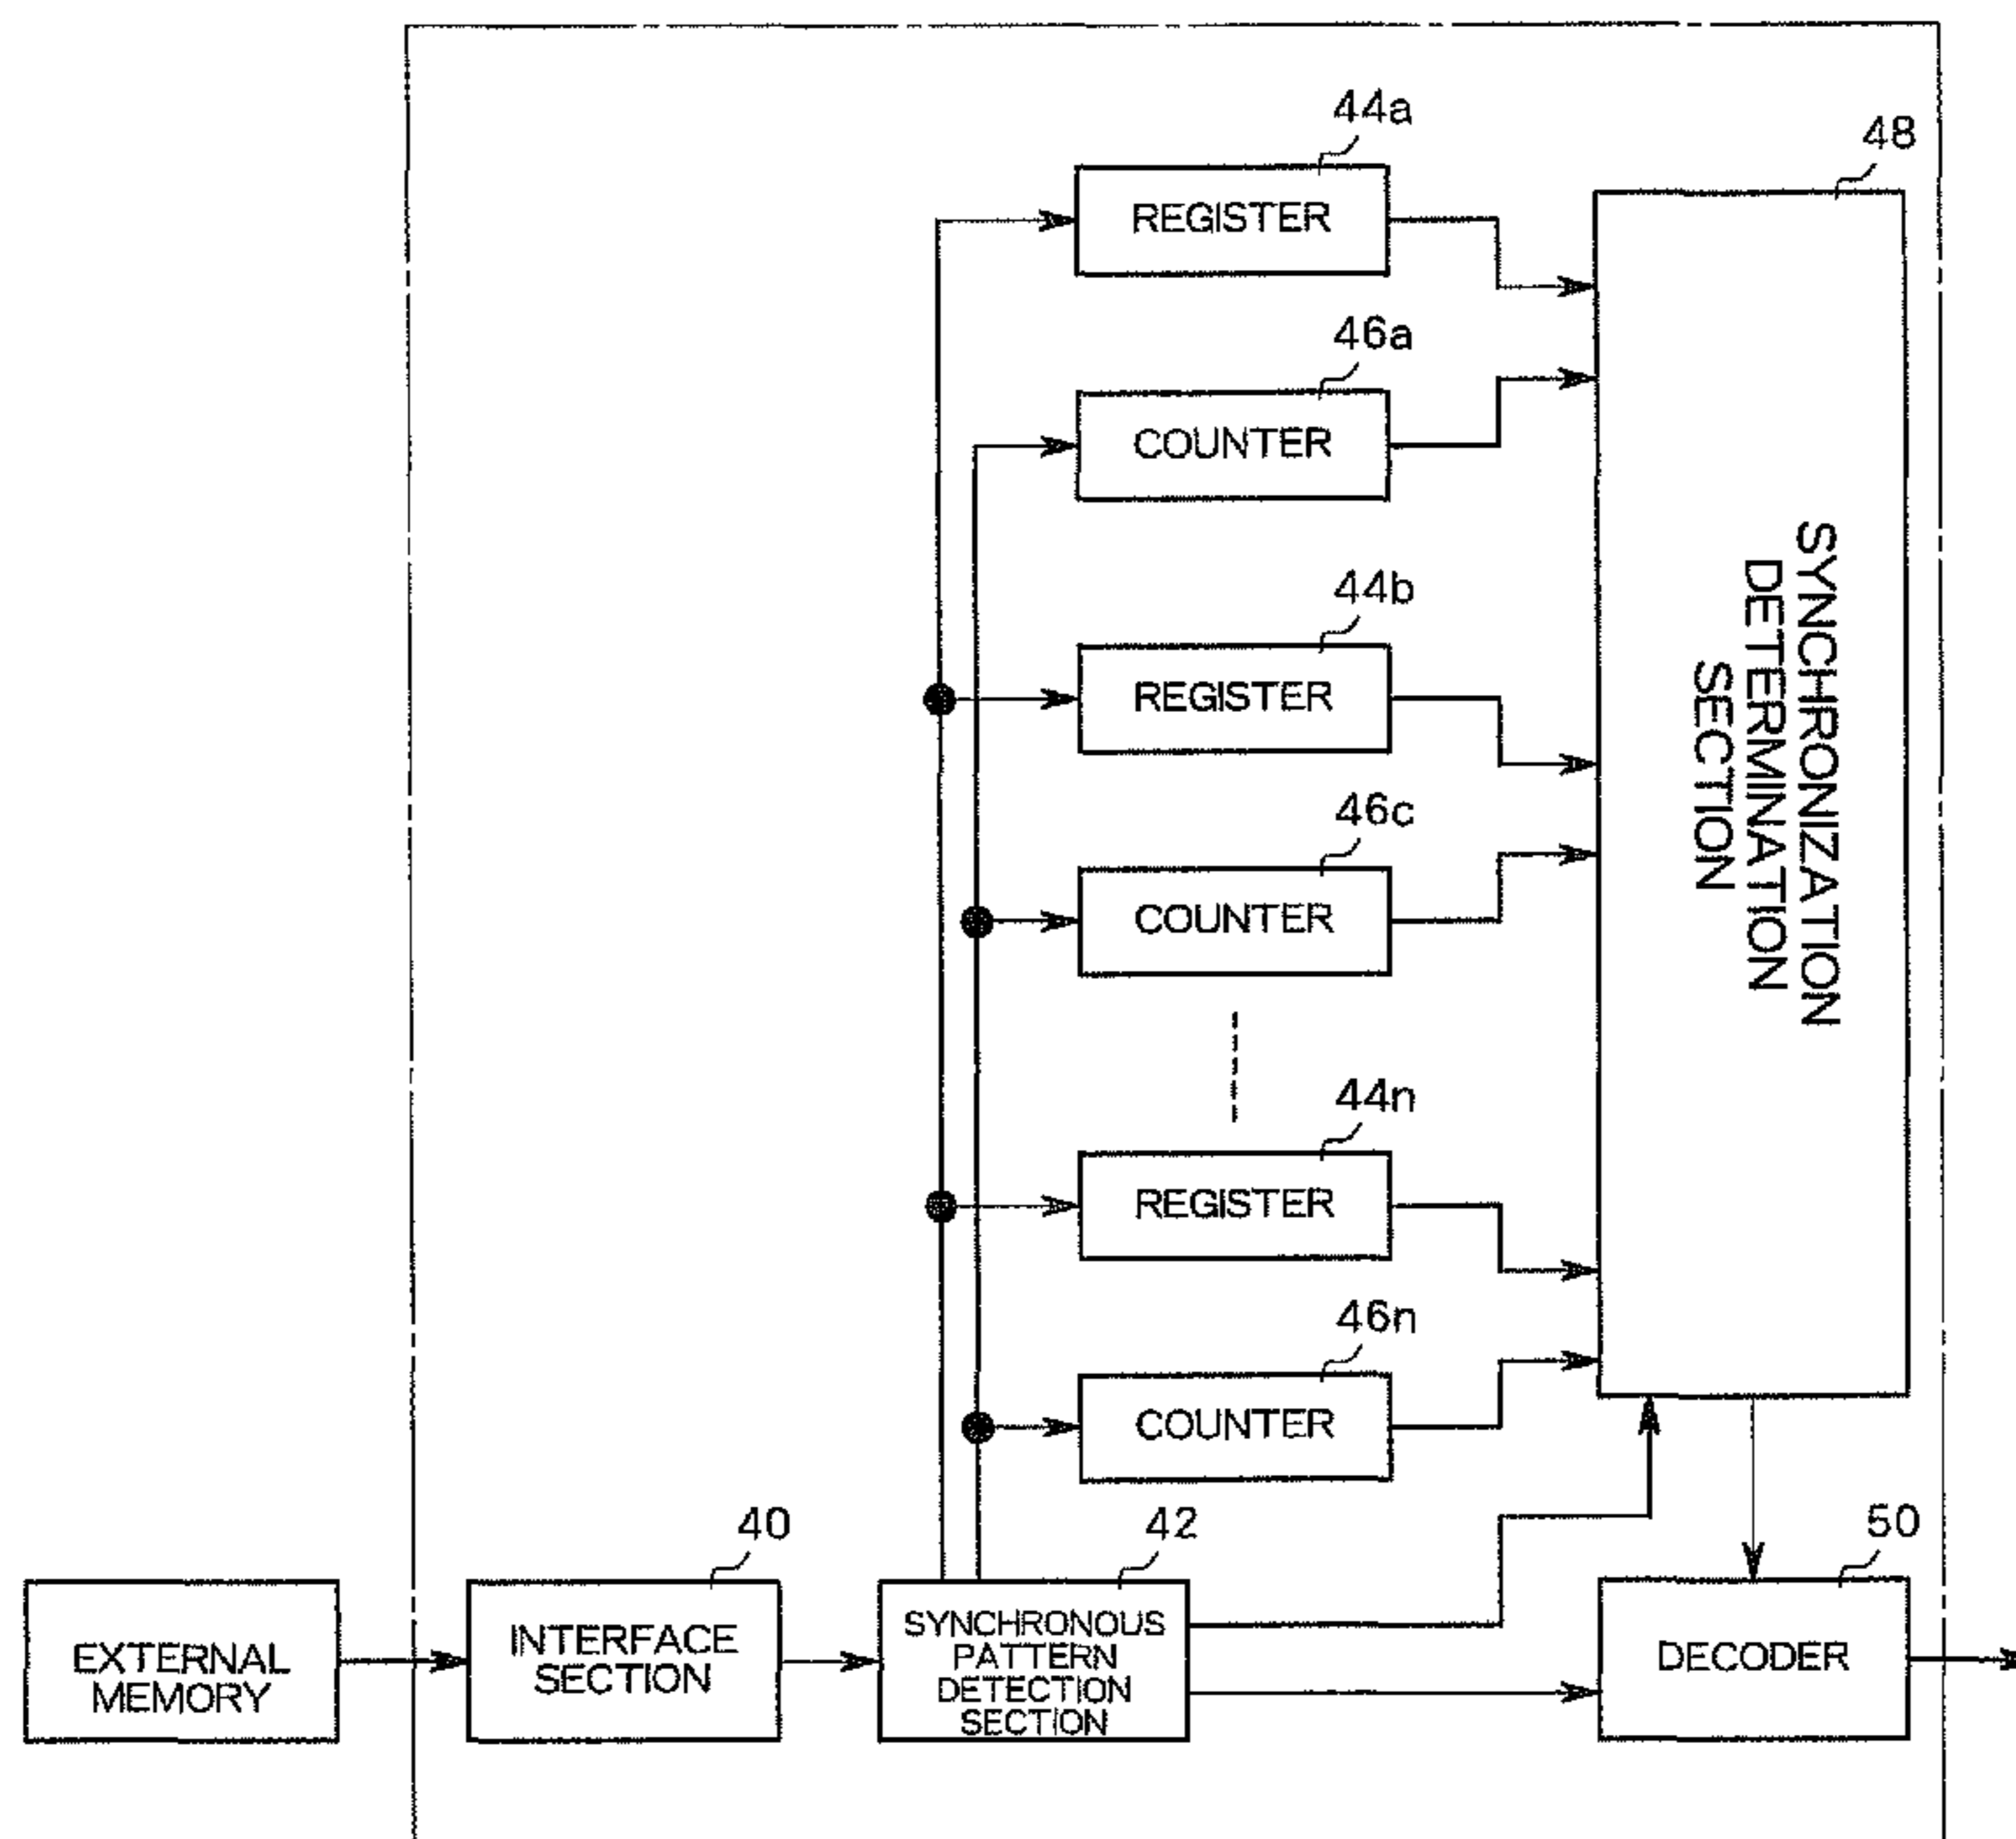 44a
REGISTER
48
46a
COUNTER
SYNCHRONIZATION
DETERMINATION
SECTION
44b
REGISTER
46c
COUNTER
44n
REGISTER
46n
COUNTER
40
42
50
EXTERNAL
MEMORY
INTERFACE
SECTION
SYNCHRONOUS
PATTERN
DETECTION
SECTION
DECODER